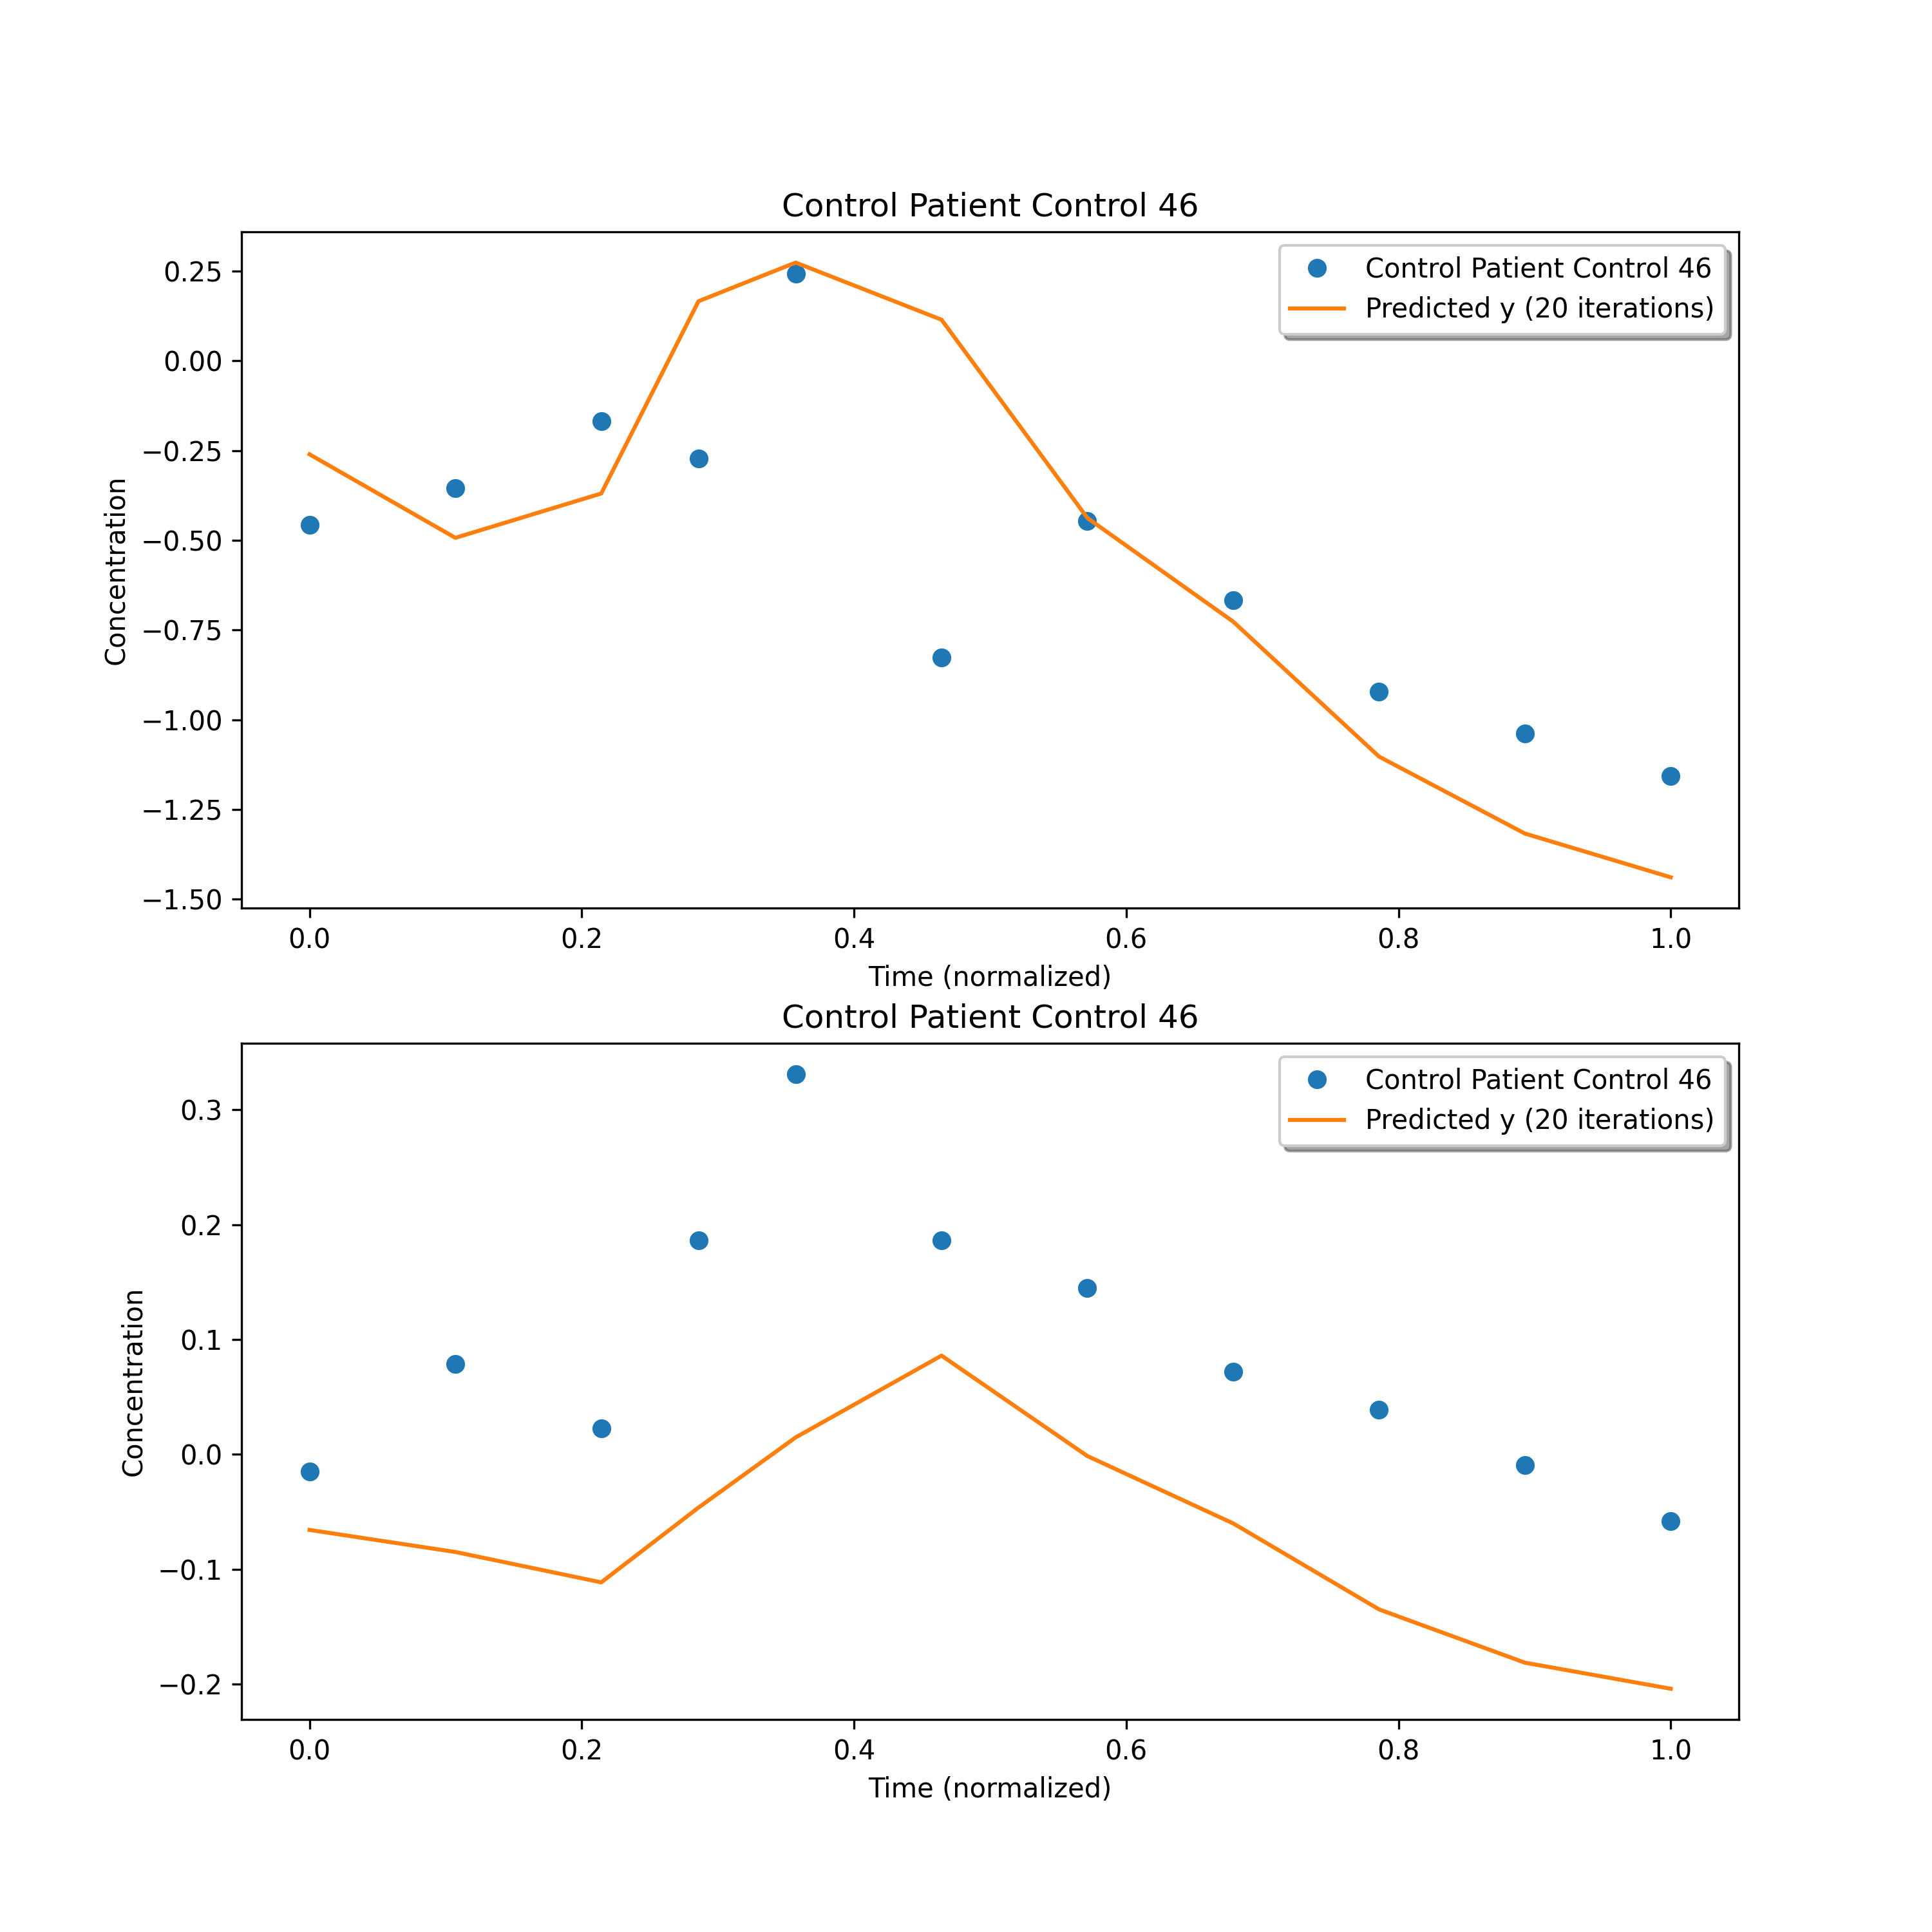 Control Patient Control 46
Control Patient Control 46
Predicted y (20 iterations)
0.25
0.00
−0.25
−0.50
−0.75
−1.00
−1.25
−1.50
Concentration
0.0 0.2 0.4 0.6 0.8 1.0
Time (normalized)
Control Patient Control 46
Control Patient Control 46
Predicted y (20 iterations)
0.3
0.2
0.1
0.0
−0.1
−0.2
Concentration
0.0 0.2 0.4 0.6 0.8 1.0
Time (normalized)